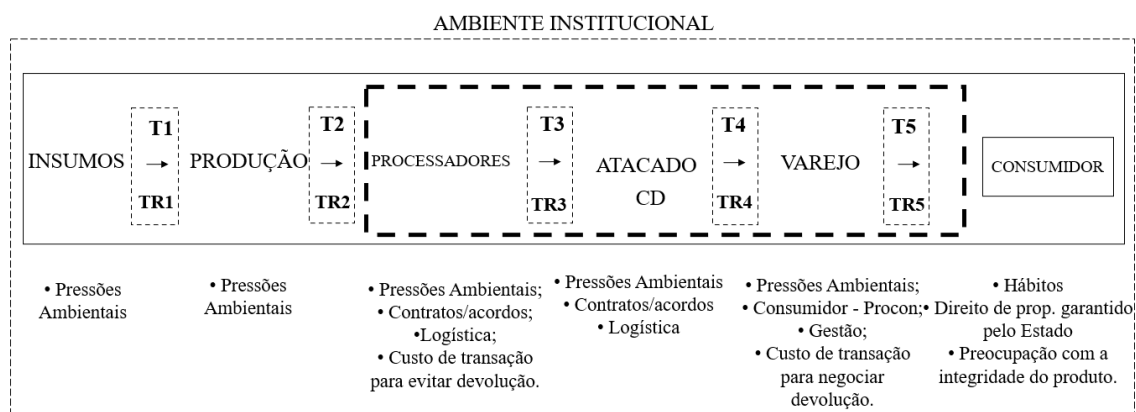 AMBIENTE INSTITUCIONAL
INSUMOS
T1
TR1
PRODUÇÃO
T2
TR2
PROCESSADORES
T3
TR3
ATACADO
CD
T4
TR4
VAREJO
T5
TR5
CONSUMIDOR
• Pressões
Ambientais
• Pressões
Ambientais
• Pressões Ambientais;
• Contratos/acordos;
•Logística;
• Custo de transação
para evitar devolução.
• Pressões Ambientais
• Contratos/acordos
• Logística
• Pressões Ambientais;
• Consumidor - Procon;
• Gestão;
• Custo de transação
para negociar
devolução.
• Hábitos
• Direito de prop. garantido
pelo Estado
• Preocupação com a
integridade do produto.